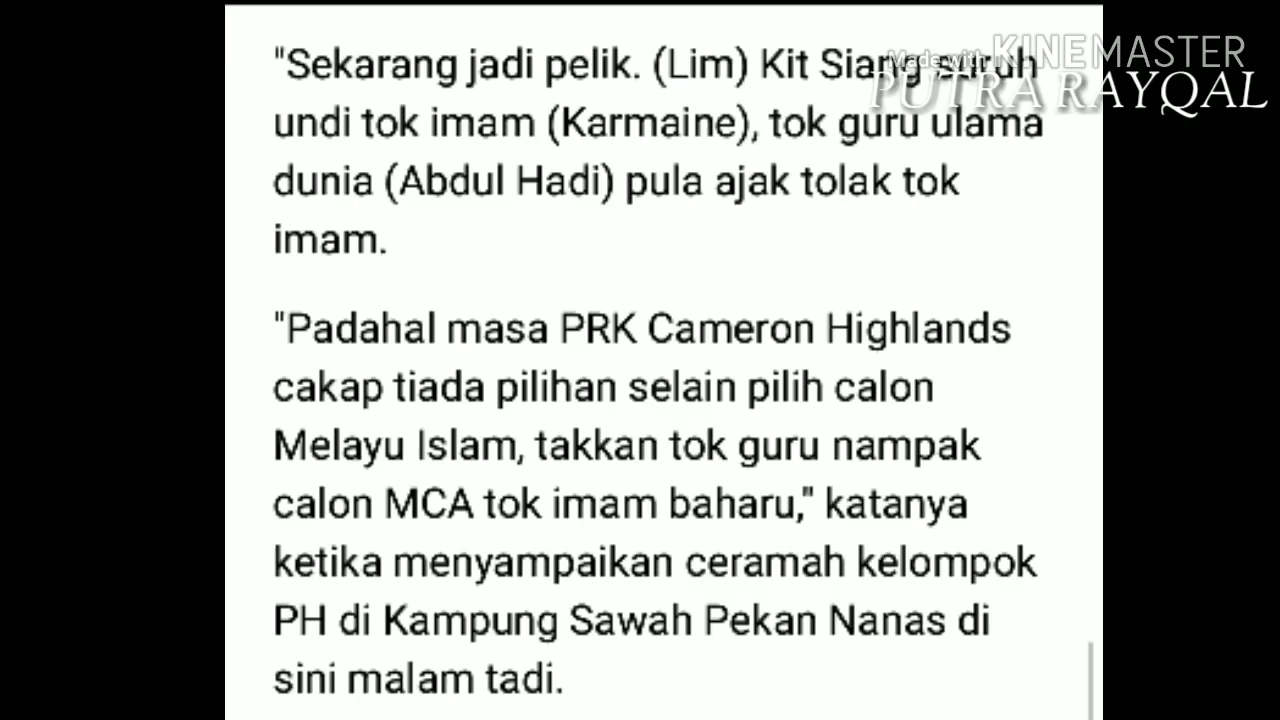 "Sekarang jadi pelik. (Lim) Kit Siang suruh
undi tok imam (Karmaine), tok guru ulama
dunia (Abdul Hadi) pula ajak tolak tok
imam.
"Padahal masa PRK Cameron Highlands
cakap tiada pilihan selain pilih calon
Melayu Islam, takkan tok guru nampak
calon MCA tok imam baharu," katanya
ketika menyampaikan ceramah kelompok
PH di Kampung Sawah Pekan Nanas di
sini malam tadi.
Made with KINEMASTER
PUTRA RAYQAL